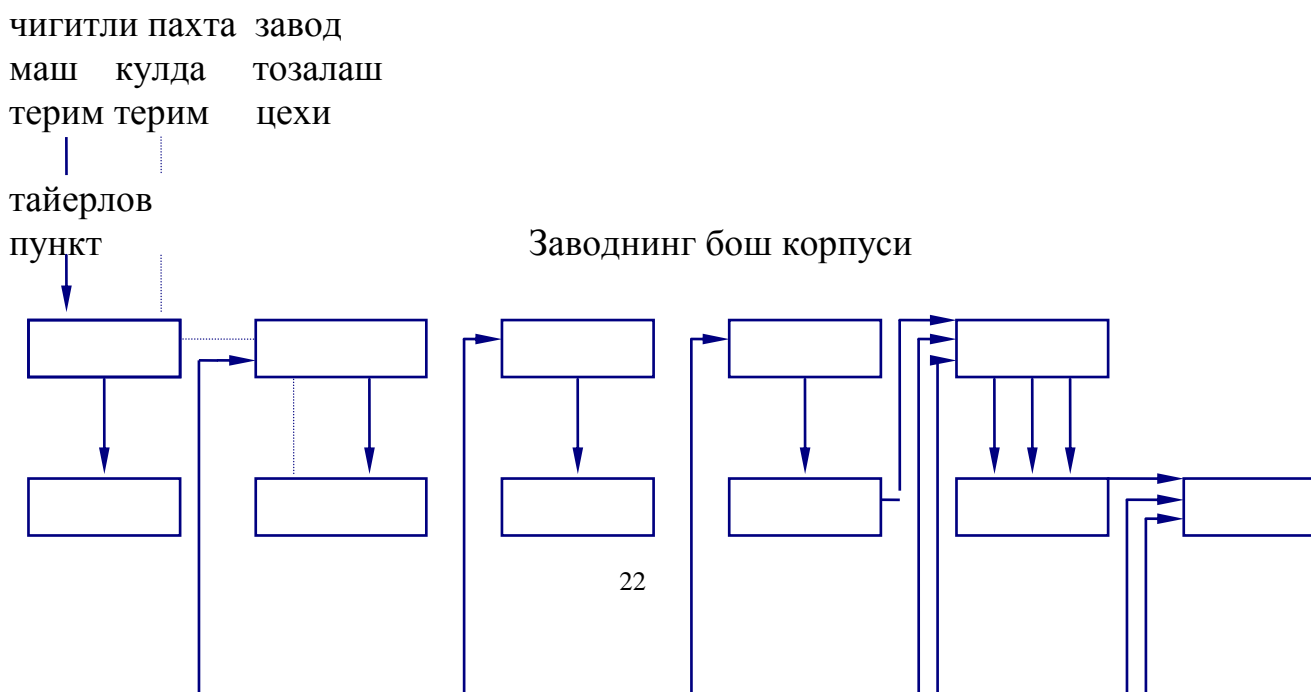 чигитли пахта завод
маш кулда тозалаш
терим терим цехи
тайерлов
пункт Заводнинг бош корпуси
22